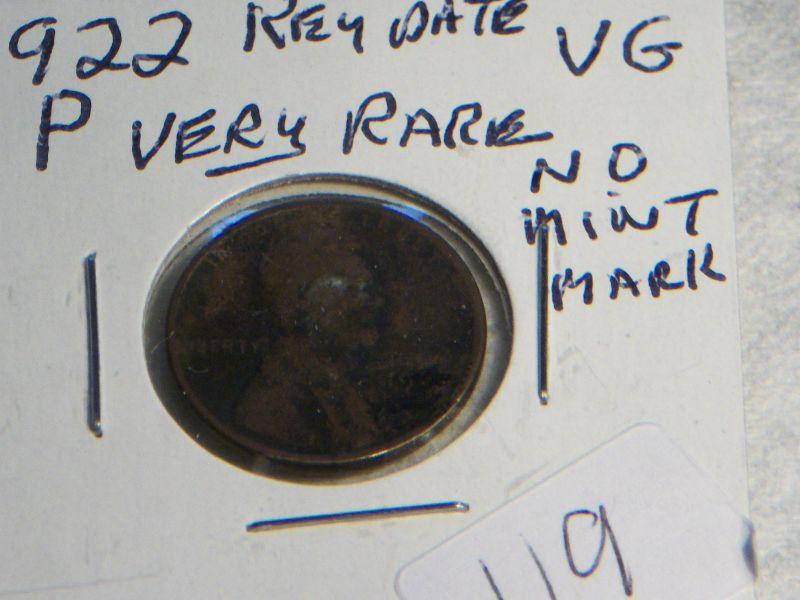 922 KEY DATE VG
P VERY RARE
NO
MINT
MARK
LIBERTY
119